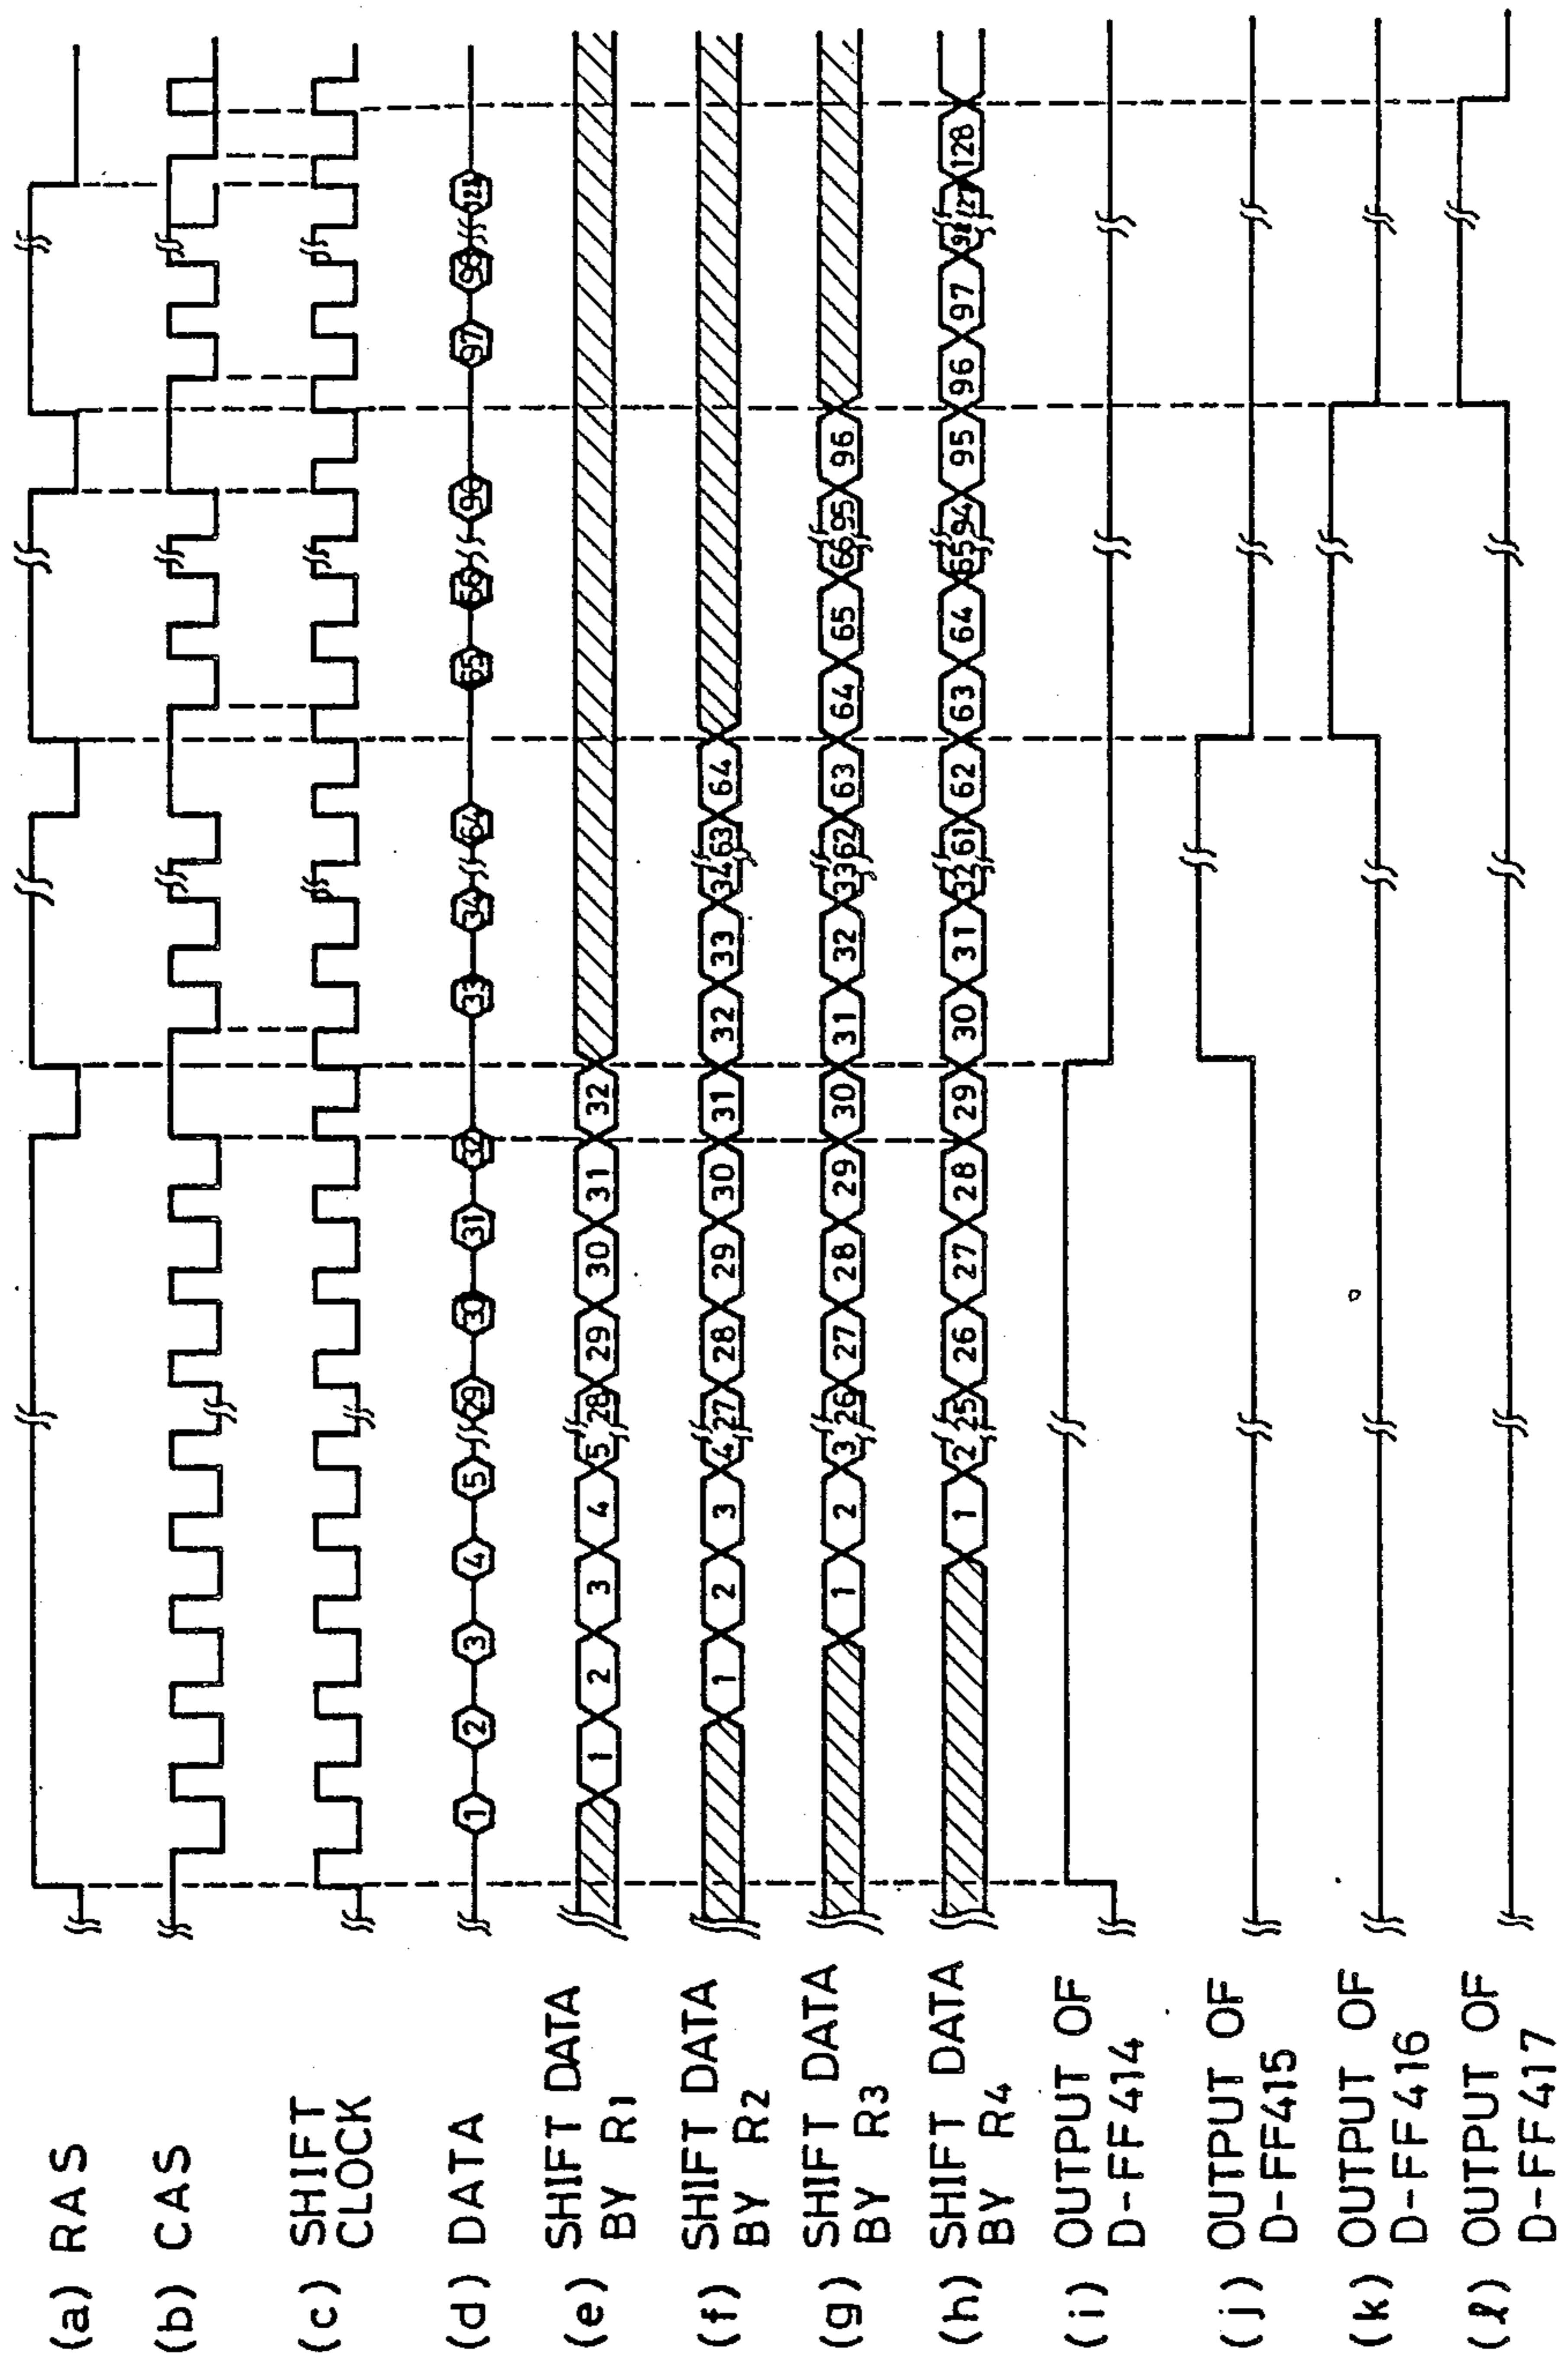 (a) RAS
(b) CAS
(c) SHIFT
CLOCK
(d) DATA
1 2 3 4 5 29 30 31 32 33 34 64 65 66 96 97 98 128
(e) SHIFT DATA
BY R1
1 2 3 4 5 28 29 30 31 32
(f) SHIFT DATA
BY R2
1 2 3 4 27 28 29 30 31 32 33 34 63 64
(g) SHIFT DATA
BY R3
1 2 3 26 27 28 29 30 31 32 33 62 63 64 65 66 95 96
(h) SHIFT DATA
BY R4
1 2 25 26 27 28 29 30 31 32 61 62 63 64 65 94 95 96 97 98 127 128
(i) OUTPUT OF
D-FF414
(j) OUTPUT OF
D-FF415
(k) OUTPUT OF
D-FF416
(ℓ) OUTPUT OF
D-FF417